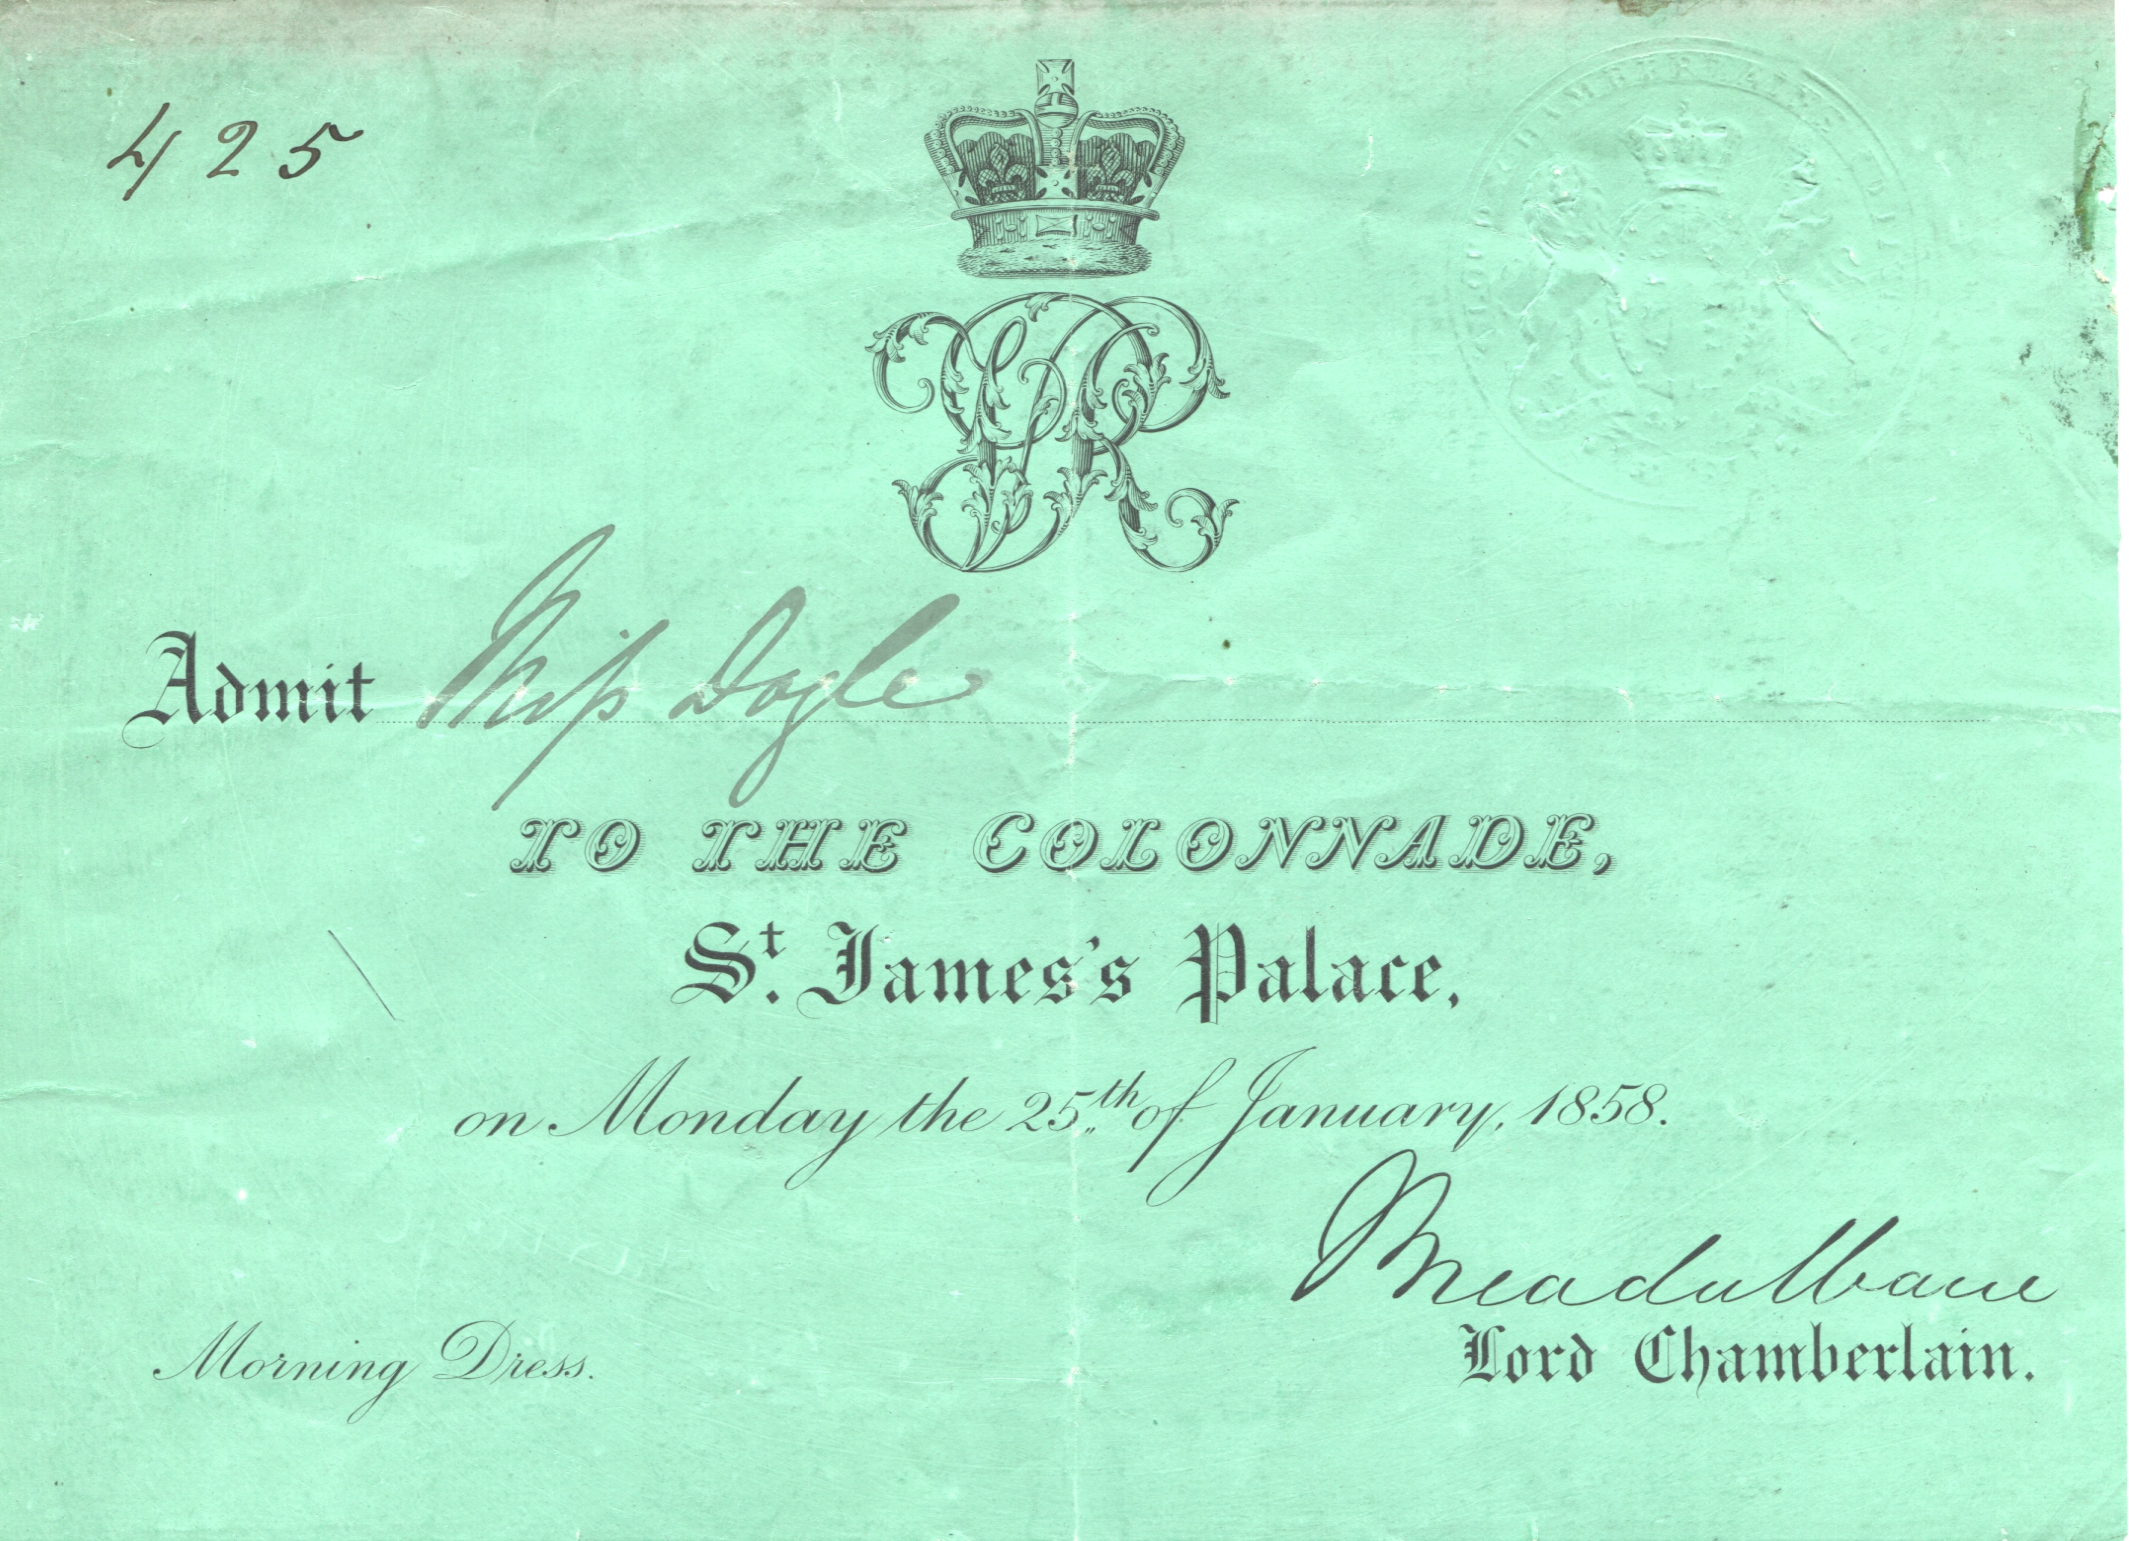 425
VR
Admit Miss Doyle
TO THE COLONNADE,
St. James's Palace,
on Monday the 25th of January, 1858.
Breadalbane
Lord Chamberlain.
Morning Dress.